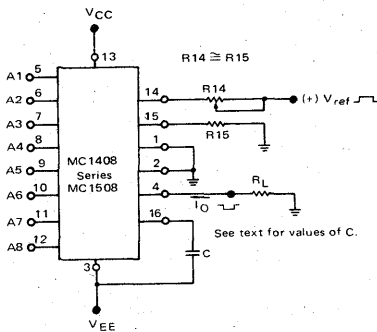 VCC
13
R14 ≅ R15
A1 5
A2 6
A3 7
A4 8
A5 9
A6 10
A7 11
A8 12
MC1408
Series
MC1508
14
R14
(+) Vref
15
R15
1
2
4
IO
RL
16
C
See text for values of C.
3
VEE